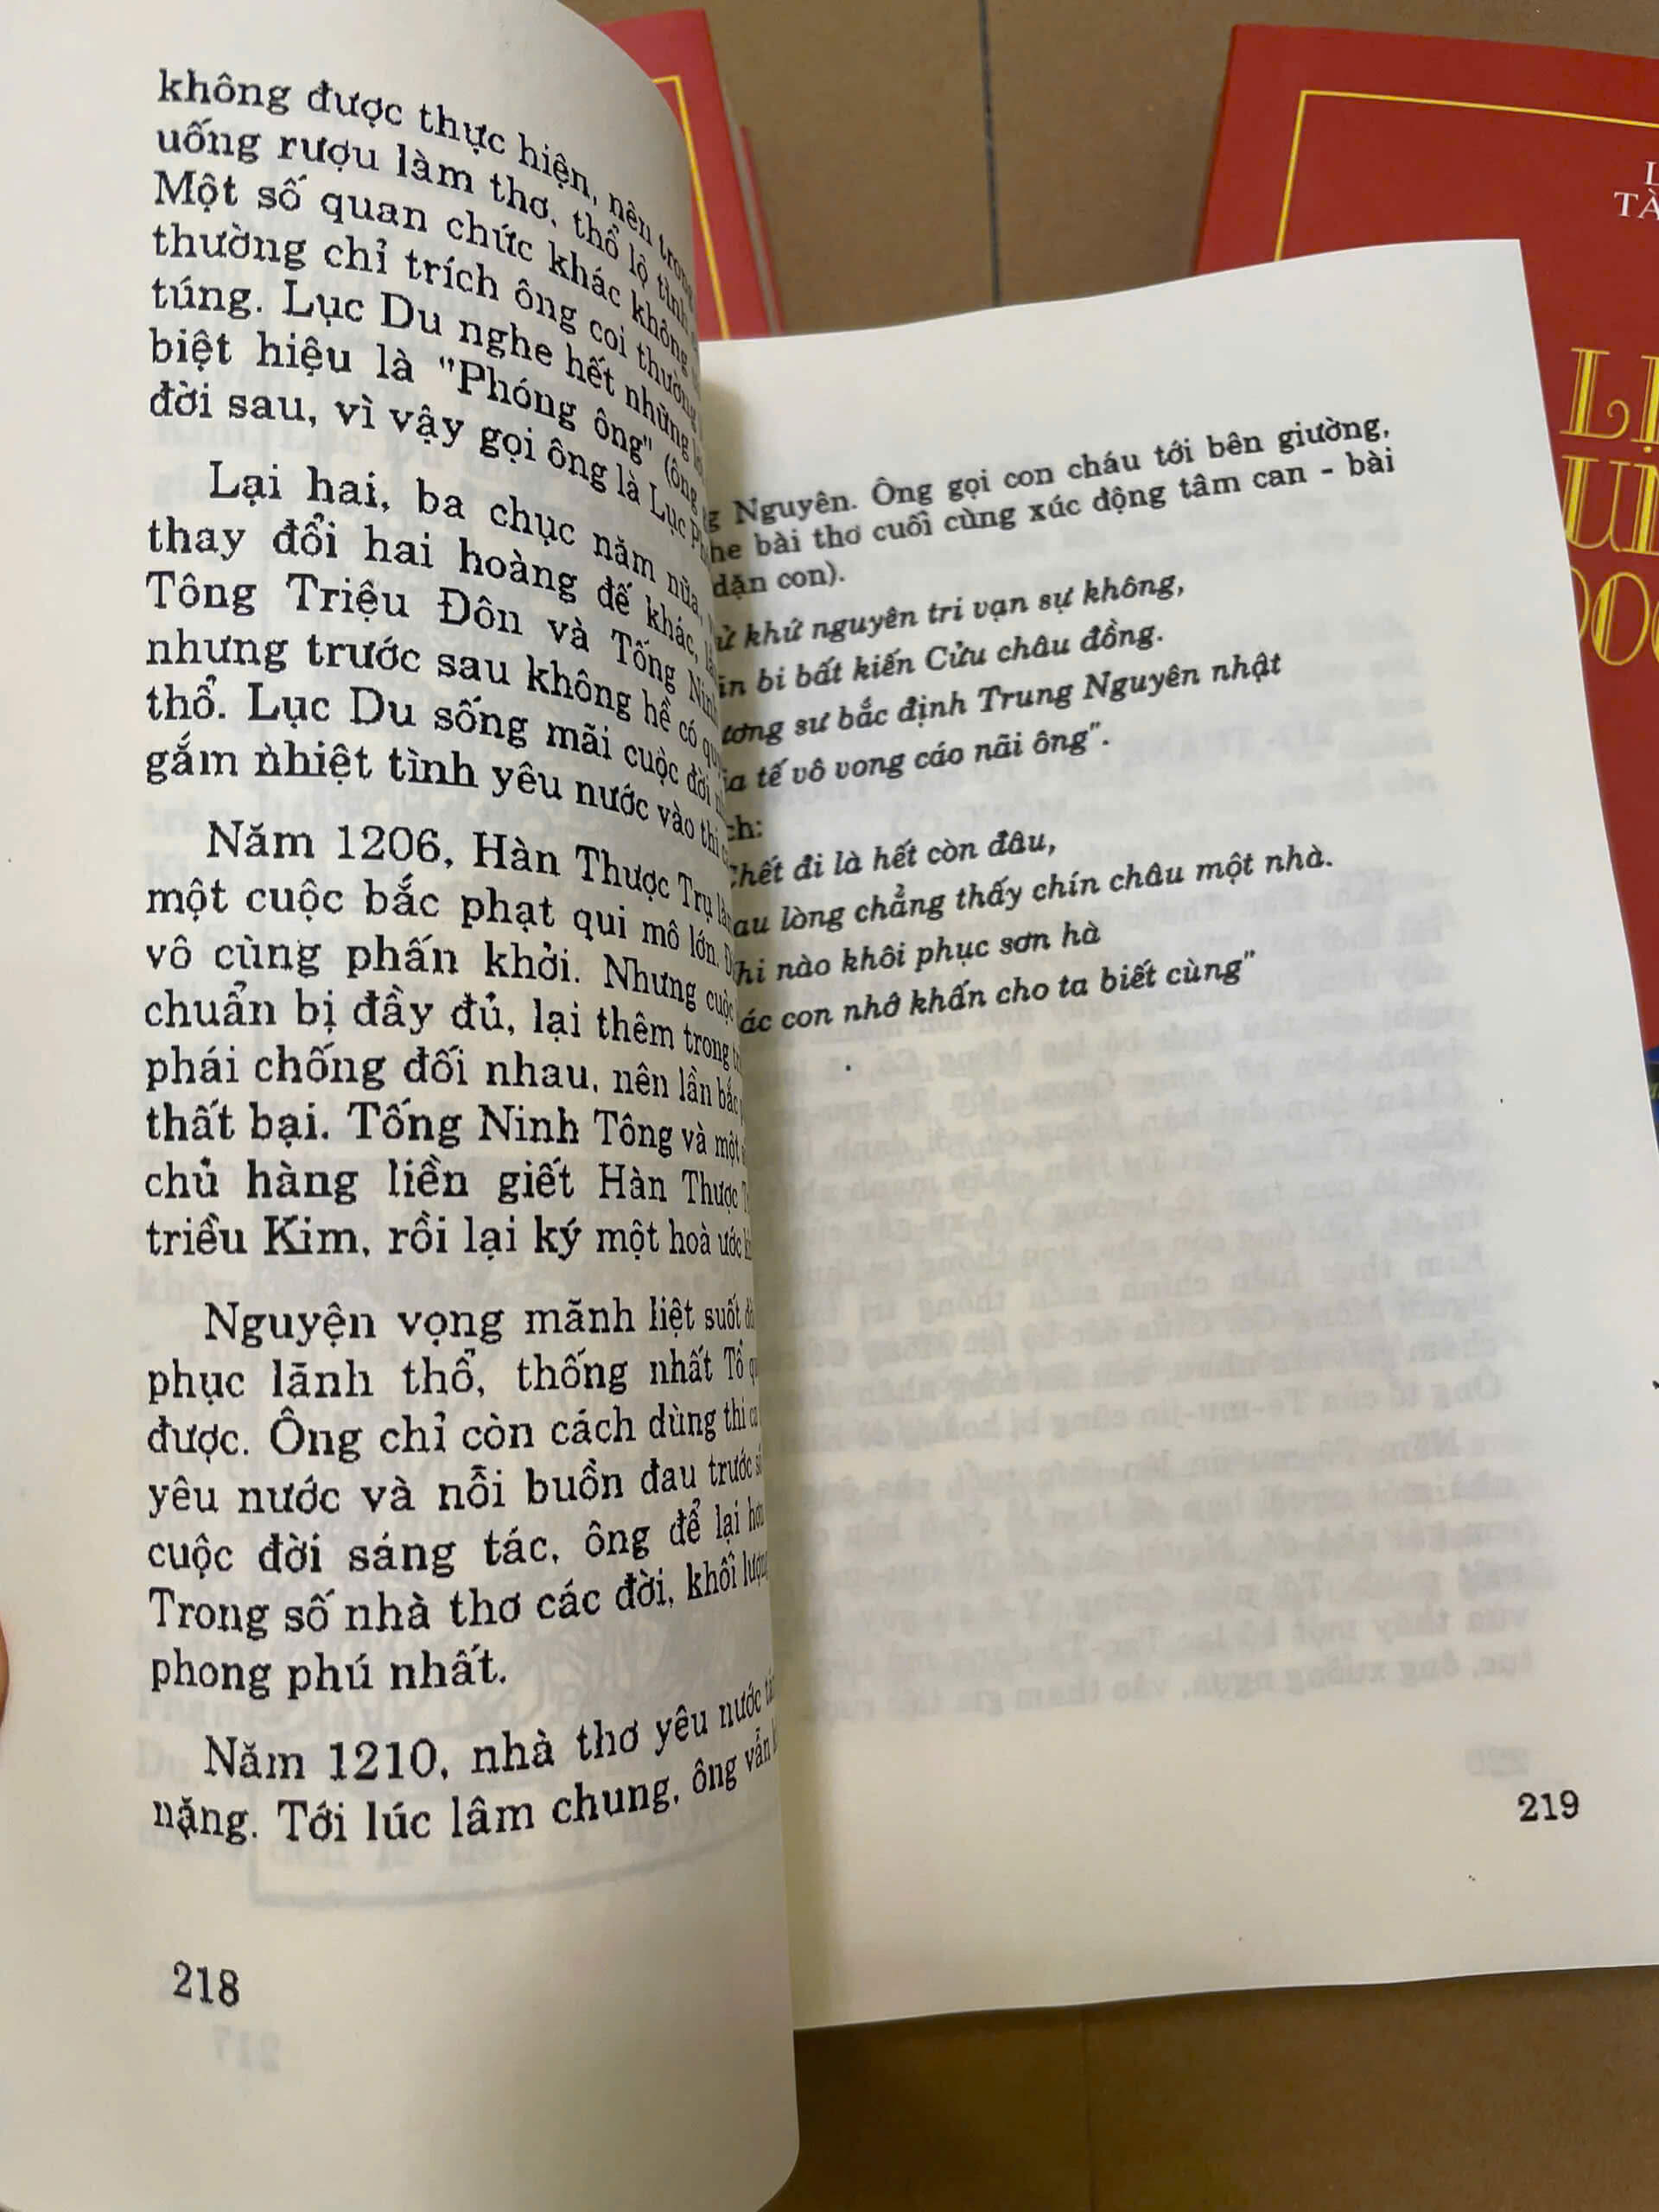 không được thực hiện, nên trong
uống rượu làm thơ, thổ lộ tình
Một số quan chức khác không
thường chỉ trích ông coi thường
túng. Lục Du nghe hết những
biệt hiệu là "Phóng ông" (ông
đời sau, vì vậy gọi ông là Lục
Lại hai, ba chục năm nữa,
thay đổi hai hoàng đế khác,
Tông Triệu Đôn và Tống Ninh
nhưng trước sau không hề có
thổ. Lục Du sống mãi cuộc đời
gắm nhiệt tình yêu nước vào thi
Năm 1206, Hàn Thược Trụ
một cuộc bắc phạt qui mô lớn.
vô cùng phấn khởi. Nhưng cuộc
chuẩn bị đầy đủ, lại thêm trong
phái chống đối nhau, nên lần bắc
thất bại. Tống Ninh Tông và một
chủ hàng liền giết Hàn Thược
triều Kim, rồi lại ký một hoà ước
Nguyện vọng mãnh liệt suốt
phục lãnh thổ, thống nhất Tổ
được. Ông chỉ còn cách dùng thi ca
yêu nước và nỗi buồn đau trước
cuộc đời sáng tác, ông để lại hơn
Trong số nhà thơ các đời, khối lượng
phong phú nhất.
Năm 1210, nhà thơ yêu nước
nặng. Tới lúc lâm chung, ông vẫn
218
Nguyên. Ông gọi con cháu tới bên giường,
bài thơ cuối cùng xúc động tâm can - bài
dặn con).
khứ nguyên tri vạn sự không,
bi bất kiến Cửu châu đồng.
sư bắc định Trung Nguyên nhật
tế vô vong cáo nãi ông".
Chết đi là hết còn đâu,
lòng chẳng thấy chín châu một nhà.
nào khôi phục sơn hà
con nhớ khấn cho ta biết cùng"
219